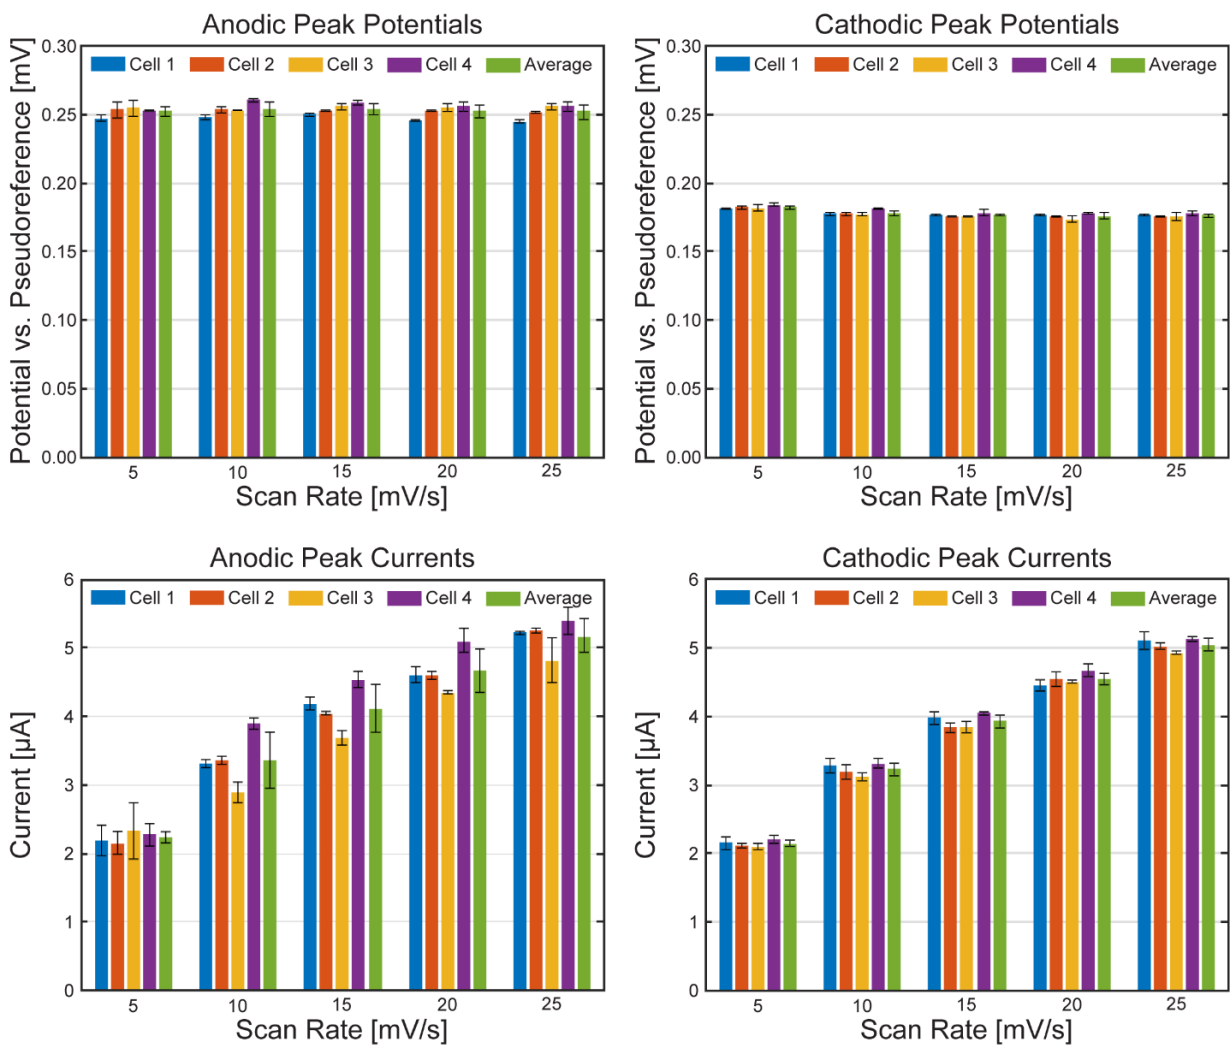 Anodic Peak Potentials
Potential vs. Pseudoreference [mV]
0.30
0.25
0.20
0.15
0.10
0.05
0.00
Cell 1 Cell 2 Cell 3 Cell 4 Average
5 10 15 20 25
Scan Rate [mV/s]
Cathodic Peak Potentials
Potential vs. Pseudoreference [mV]
0.30
0.25
0.20
0.15
0.10
0.05
0.00
Cell 1 Cell 2 Cell 3 Cell 4 Average
5 10 15 20 25
Scan Rate [mV/s]
Anodic Peak Currents
Current [µA]
6
5
4
3
2
1
0
Cell 1 Cell 2 Cell 3 Cell 4 Average
5 10 15 20 25
Scan Rate [mV/s]
Cathodic Peak Currents
Current [µA]
6
5
4
3
2
1
0
Cell 1 Cell 2 Cell 3 Cell 4 Average
5 10 15 20 25
Scan Rate [mV/s]